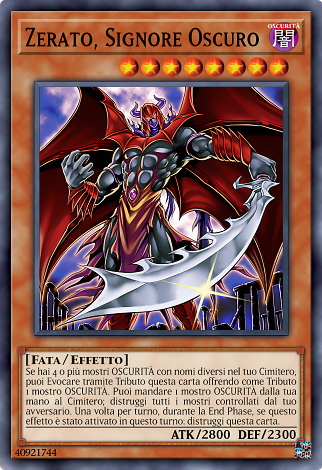 Zerato, Signore Oscuro
OSCURITÀ
闇
[Fata/Effetto]
Se hai 4 o più mostri OSCURITÀ con nomi diversi nel tuo Cimitero,
puoi Evocare tramite Tributo questa carta offrendo come Tributo
1 mostro OSCURITÀ. Puoi mandare 1 mostro OSCURITÀ dalla tua
mano al Cimitero; distruggi tutti i mostri controllati dal tuo
avversario. Una volta per turno, durante la End Phase, se questo
effetto è stato attivato in questo turno: distruggi questa carta.
ATK/2800 DEF/2300
40921744